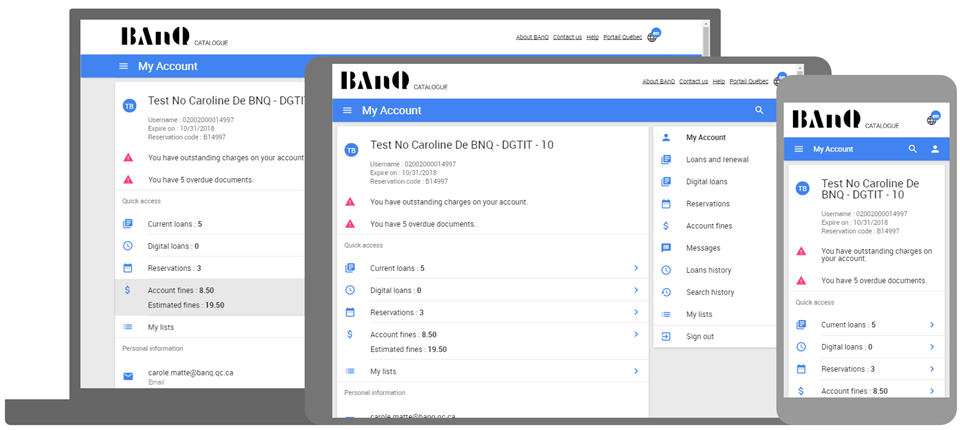 BAnQ CATALOGUE
About BAnQ Contact us Help Portail Québec en
My Account
TB
Test No Caroline De BNQ - DGTI
Username : 02002000014997
Expire on : 10/31/2018
Reservation code : B14997
You have outstanding charges on your account
You have 5 overdue documents.
Quick access
Current loans : 5
Digital loans : 0
Reservations : 3
Account fines : 8.50
Estimated fines : 19.50
My lists
Personal information
carole.matte@banq.qc.ca
Email
BAnQ CATALOGUE
About BAnQ Contact us Help Portail Québec
My Account
TB
Test No Caroline De BNQ - DGTIT - 10
Username : 02002000014997
Expire on : 10/31/2018
Reservation code : B14997
You have outstanding charges on your account.
You have 5 overdue documents.
Quick access
Current loans : 5
Digital loans : 0
Reservations : 3
Account fines : 8.50
Estimated fines : 19.50
My lists
Personal information
carole.matte@banq.qc.ca
My Account
Loans and renewal
Digital loans
Reservations
Account fines
Messages
Loans history
Search history
My lists
Sign out
BAnQ CATALOGUE
en
My Account
TB
Test No Caroline De
BNQ - DGTIT - 10
Username : 02002000014997
Expire on : 10/31/2018
Reservation code : B14997
You have outstanding charges on
your account.
You have 5 overdue documents.
Quick access
Current loans : 5
Digital loans : 0
Reservations : 3
Account fines : 8.50